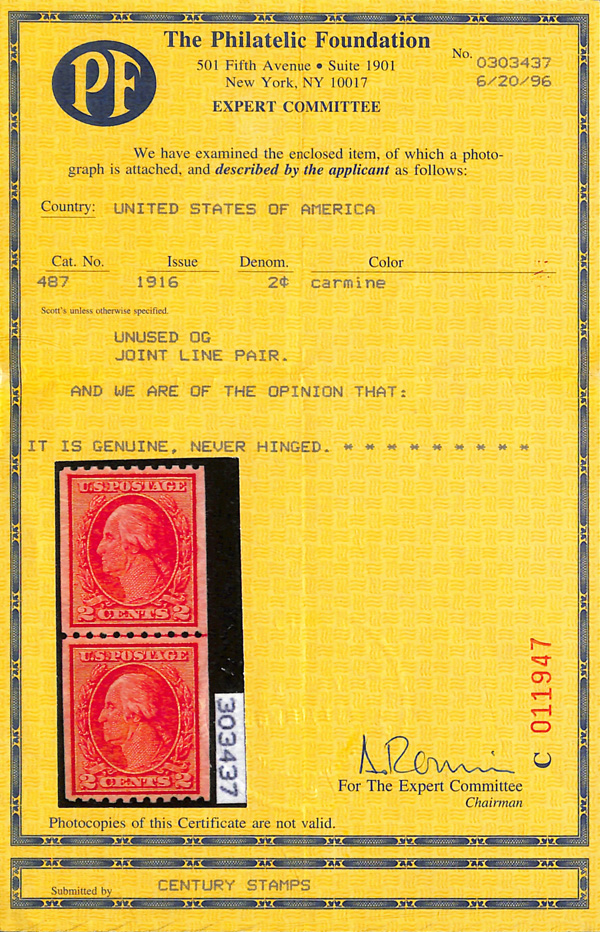 PF
The Philatelic Foundation
501 Fifth Avenue • Suite 1901
New York, NY 10017
EXPERT COMMITTEE
No. 0303437
6/20/96
We have examined the enclosed item, of which a photo-
graph is attached, and described by the applicant as follows:
Country: UNITED STATES OF AMERICA
Cat. No. Issue Denom. Color
487 1916 2¢ carmine
Scott's unless otherwise specified.
UNUSED OG
JOINT LINE PAIR.
AND WE ARE OF THE OPINION THAT:
IT IS GENUINE, NEVER HINGED. * * * * * * * * *
U.S. POSTAGE
2 CENTS 2
U.S. POSTAGE
2 CENTS 2
303437
C 011947
For The Expert Committee
Chairman
Photocopies of this Certificate are not valid.
Submitted by CENTURY STAMPS